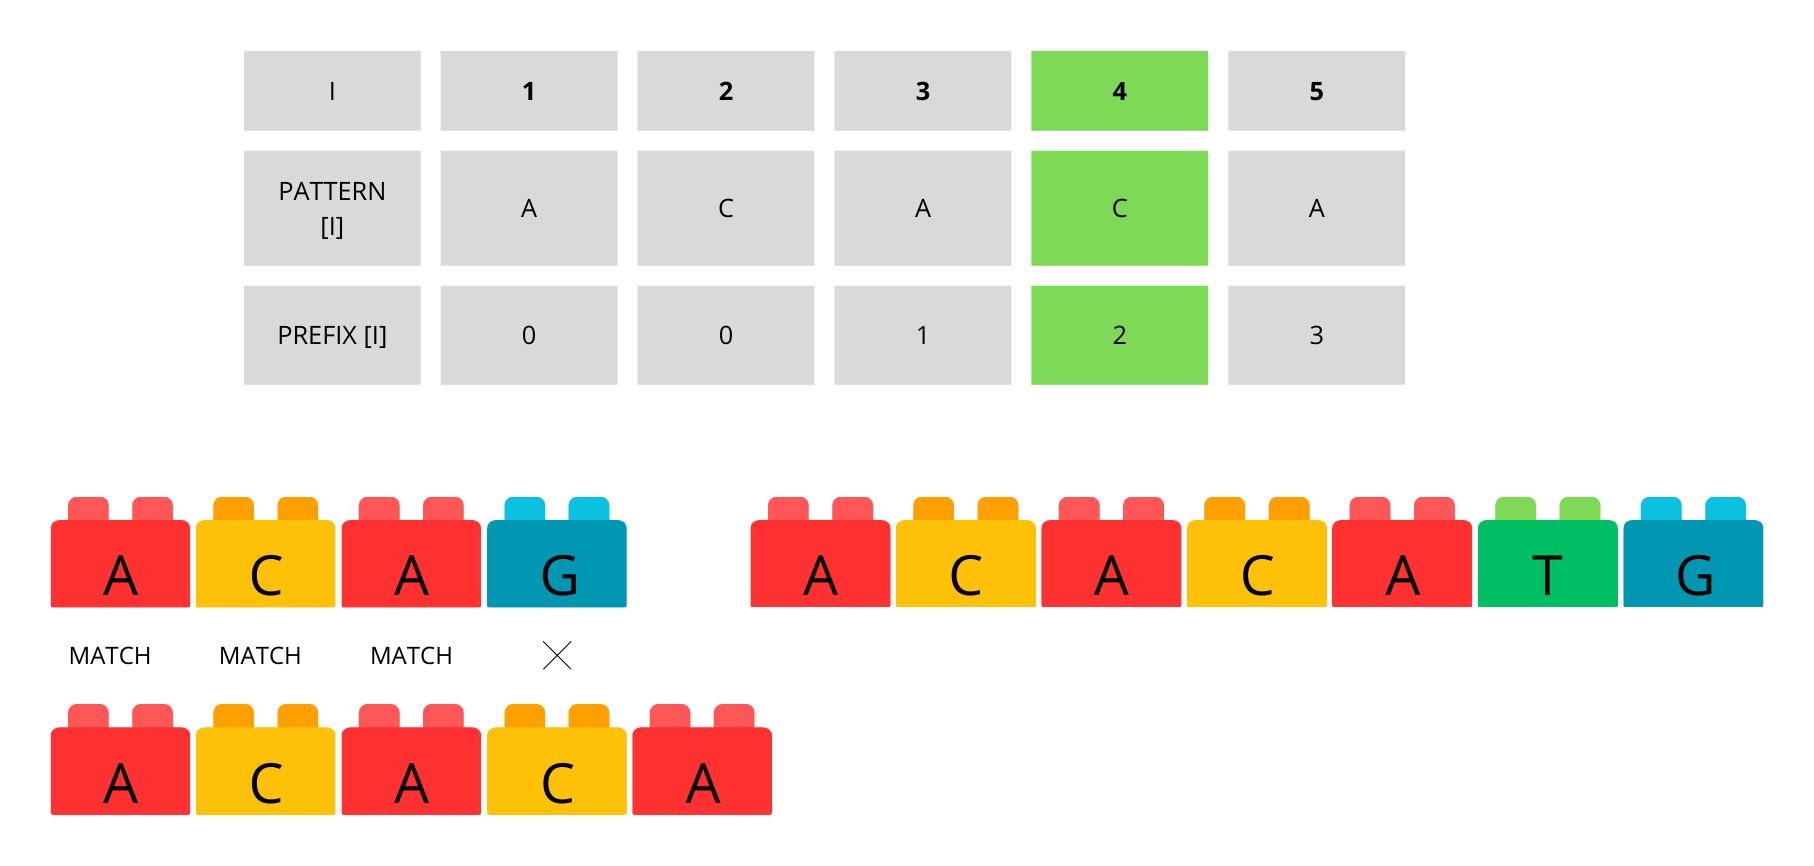 I 1 2 3 4 5
PATTERN
[I] A C A C A
PREFIX [I] 0 0 1 2 3
A C A G A C A C A T G
MATCH MATCH MATCH
A C A C A